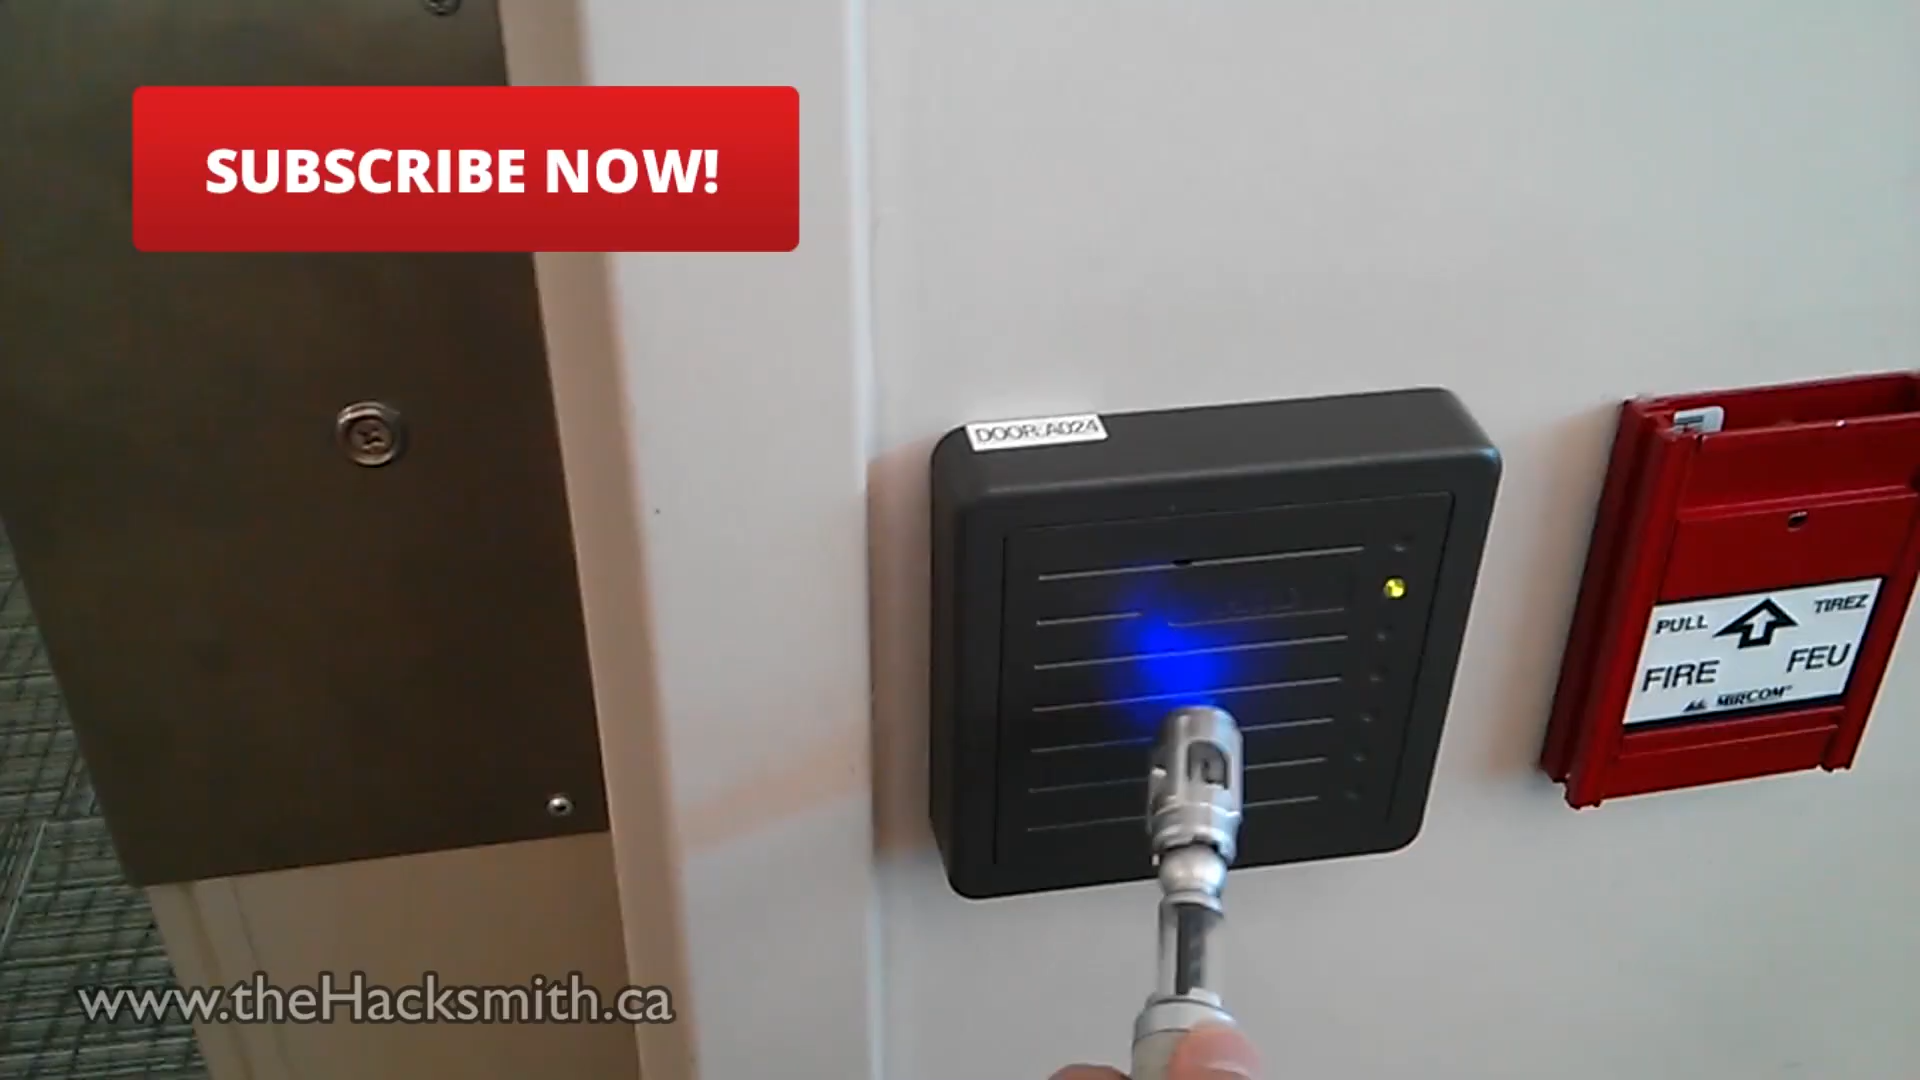 SUBSCRIBE NOW!
DOOR:A024
PULL
TIREZ
FIRE
FEU
MIRCOM
www.theHacksmith.ca